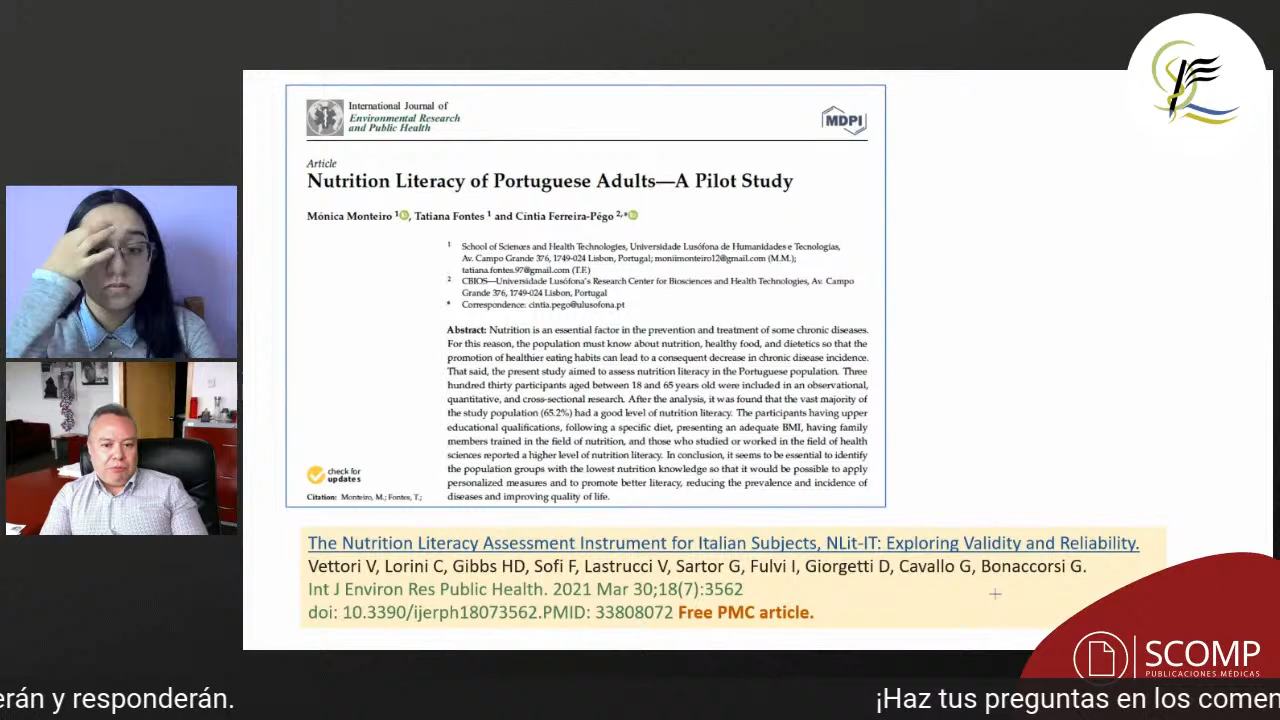 International Journal of
Environmental Research
and Public Health
MDPI
Article
Nutrition Literacy of Portuguese Adults—A Pilot Study
Mónica Monteiro 1, Tatiana Fontes 1 and Cíntia Ferreira-Pêgo 2,*
1 School of Sciences and Health Technologies, Universidade Lusófona de Humanidades e Tecnologias,
Av. Campo Grande 376, 1749-024 Lisbon, Portugal; moniimonteiro12@gmail.com (M.M.);
tatiana.fontes.97@gmail.com (T.F.)
2 CBIOS—Universidade Lusófona's Research Center for Biosciences and Health Technologies, Av. Campo
Grande 376, 1749-024 Lisbon, Portugal
* Correspondence: cintia.pego@ulusofona.pt
Abstract: Nutrition is an essential factor in the prevention and treatment of some chronic diseases.
For this reason, the population must know about nutrition, healthy food, and dietetics so that the
promotion of healthier eating habits can lead to a consequent decrease in chronic disease incidence.
That said, the present study aimed to assess nutrition literacy in the Portuguese population. Three
hundred thirty participants aged between 18 and 65 years old were included in an observational,
quantitative, and cross-sectional research. After the analysis, it was found that the vast majority of
the study population (65.2%) had a good level of nutrition literacy. The participants having upper
educational qualifications, following a specific diet, presenting an adequate BMI, having family
members trained in the field of nutrition, and those who studied or worked in the field of health
sciences reported a higher level of nutrition literacy. In conclusion, it seems to be essential to identify
the population groups with the lowest nutrition knowledge so that it would be possible to apply
personalized measures and to promote better literacy, reducing the prevalence and incidence of
diseases and improving quality of life.
check for
updates
Citation: Monteiro, M.; Fontes, T.;
The Nutrition Literacy Assessment Instrument for Italian Subjects, NLit-IT: Exploring Validity and Reliability.
Vettori V, Lorini C, Gibbs HD, Sofi F, Lastrucci V, Sartor G, Fulvi I, Giorgetti D, Cavallo G, Bonaccorsi G.
Int J Environ Res Public Health. 2021 Mar 30;18(7):3562
doi: 10.3390/ijerph18073562.PMID: 33808072 Free PMC article.
SCOMP
PUBLICACIONES MÉDICAS
erán y responderán.
¡Haz tus preguntas en los comen